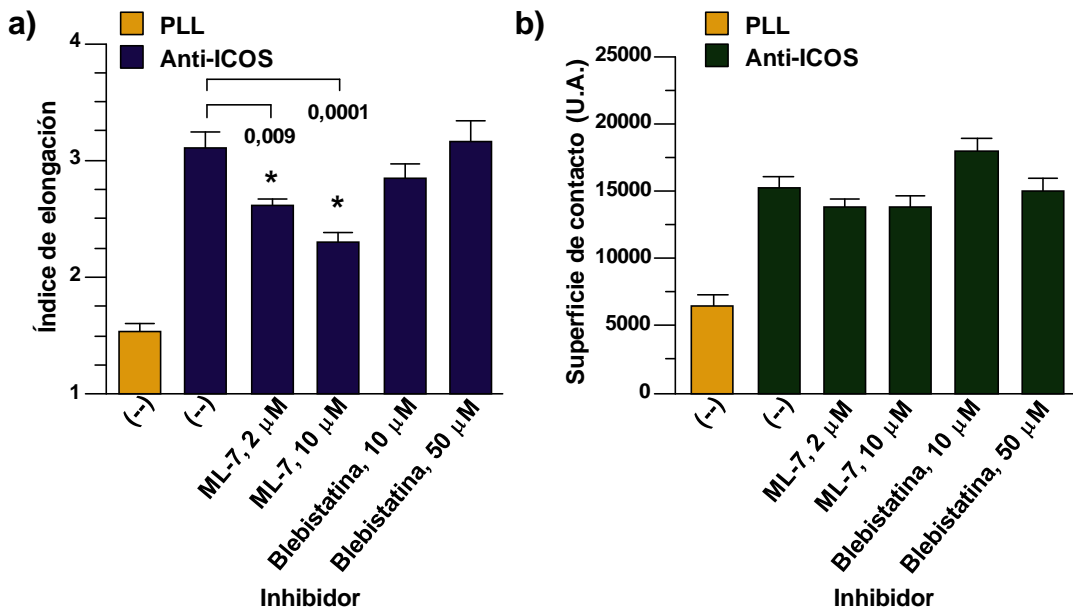 a)
PLL
Anti-ICOS
Índice de elongación
4
3
2
1
0,009
0,0001
*
*
(--)
(--)
ML-7, 2 µM
ML-7, 10 µM
Blebistatina, 10 µM
Blebistatina, 50 µM
Inhibidor
b)
PLL
Anti-ICOS
Superficie de contacto (U.A.)
25000
20000
15000
10000
5000
0
(--)
(--)
ML-7, 2 µM
ML-7, 10 µM
Blebistatina, 10 µM
Blebistatina, 50 µM
Inhibidor